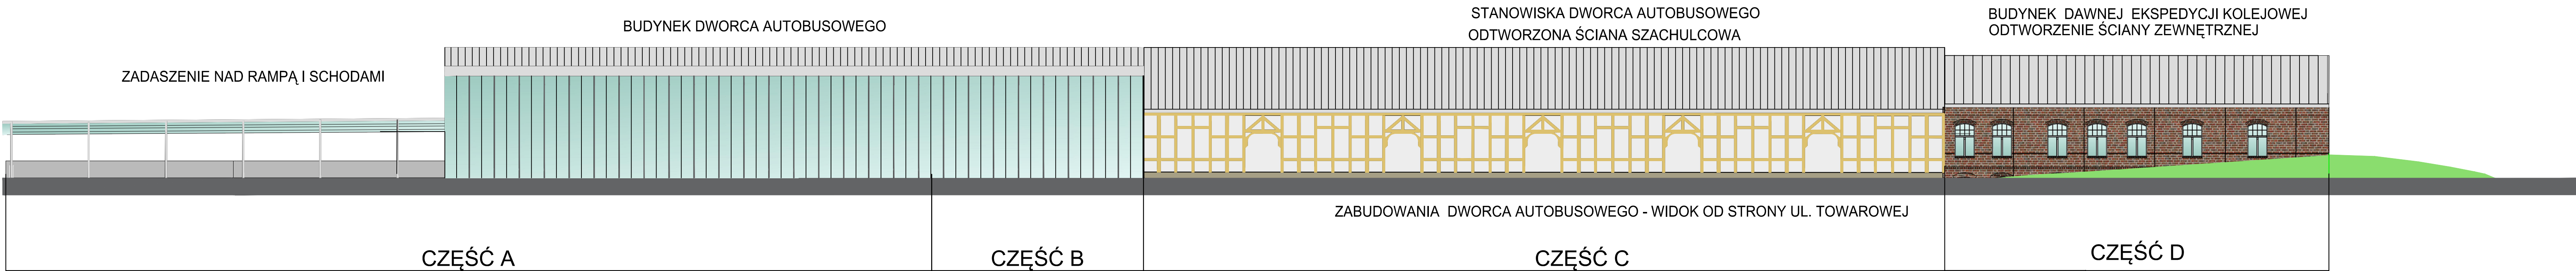 ZADASZENIE NAD RAMPĄ I SCHODAMI
BUDYNEK DWORCA AUTOBUSOWEGO
STANOWISKA DWORCA AUTOBUSOWEGO
ODTWORZONA ŚCIANA SZACHULCOWA
BUDYNEK DAWNEJ EKSPEDYCJI KOLEJOWEJ
ODTWORZENIE ŚCIANY ZEWNĘTRZNEJ
ZABUDOWANIA DWORCA AUTOBUSOWEGO - WIDOK OD STRONY UL. TOWAROWEJ
CZĘŚĆ A
CZĘŚĆ B
CZĘŚĆ C
CZĘŚĆ D